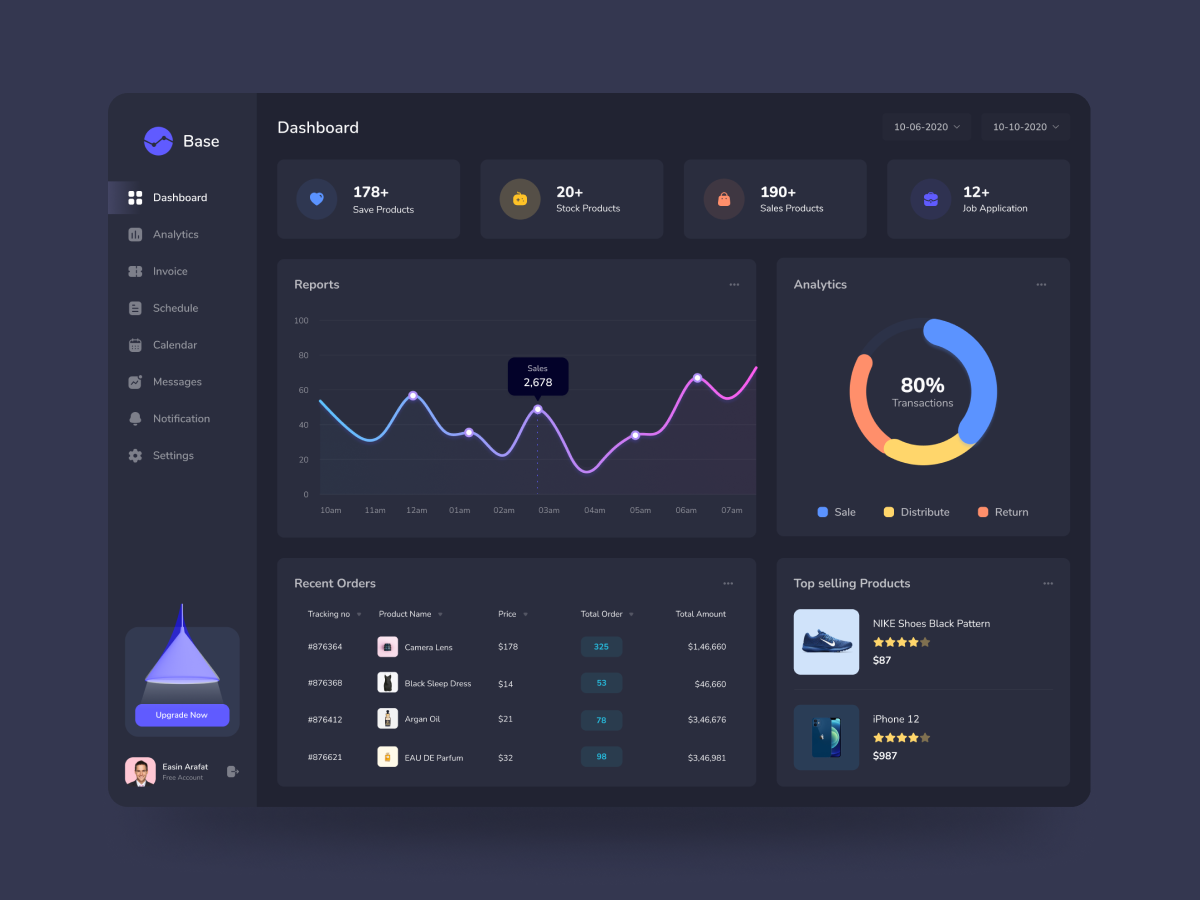 Base
Dashboard
Analytics
Invoice
Schedule
Calendar
Messages
Notification
Settings
Upgrade Now
Easin Arafat
Free Account
Dashboard
10-06-2020
10-10-2020
178+
Save Products
20+
Stock Products
190+
Sales Products
12+
Job Application
Reports
100
80
60
40
20
0
Sales
2,678
10am 11am 12am 01am 02am 03am 04am 05am 06am 07am
Analytics
80%
Transactions
Sale Distribute Return
Recent Orders
Tracking no Product Name Price Total Order Total Amount
#876364 Camera Lens $178 325 $1,46,660
#876368 Black Sleep Dress $14 53 $46,660
#876412 Argan Oil $21 78 $3,46,676
#876621 EAU DE Parfum $32 98 $3,46,981
Top selling Products
NIKE Shoes Black Pattern
$87
iPhone 12
$987